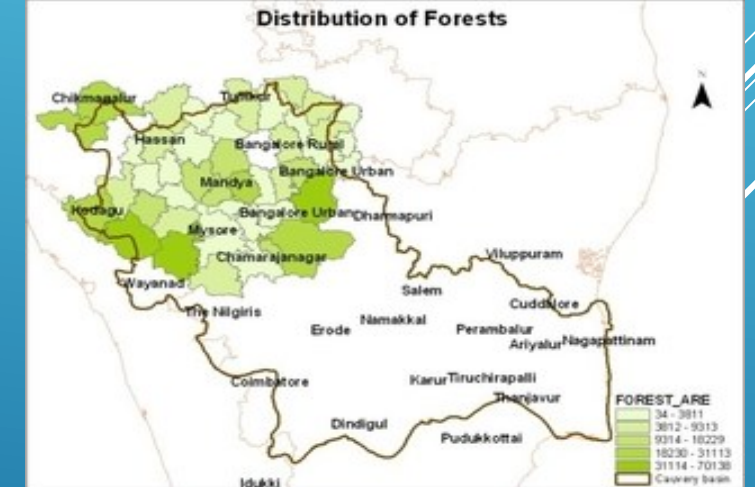 Distribution of Forests
N
Chikmagalur
Tumkur
Hassan
Bangalore Rural
Bangalore Urban
Mandya
Kodagu
Bangalore Urban
Dharmapuri
Mysore
Chamarajanagar
Viluppuram
Wayanad
Salem
The Nilgiris
Cuddalore
Namakkal
Erode
Perambalur
Ariyalur
Nagapattinam
Coimbatore
Karur
Tiruchirapalli
Thanjavur
Dindigul
Pudukkottai
Idukki
FOREST_ARE
34 - 3811
3812 - 9313
9314 - 18229
18230 - 31113
31114 - 70138
Cauvery basin